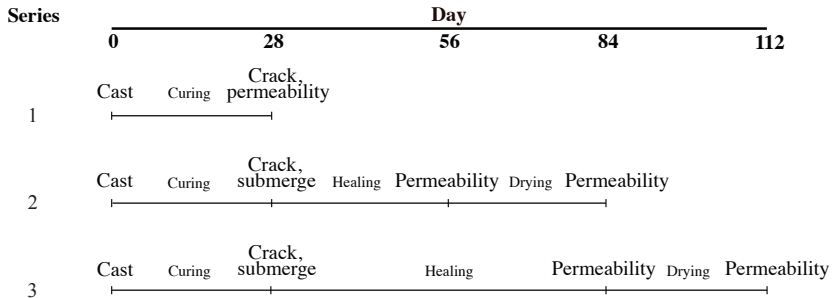 Series
Day
0 28 56 84 112
Crack,
Cast Curing permeability
1
Crack,
Cast Curing submerge Healing Permeability Drying Permeability
2
Crack,
Cast Curing submerge Healing Permeability Drying Permeability
3